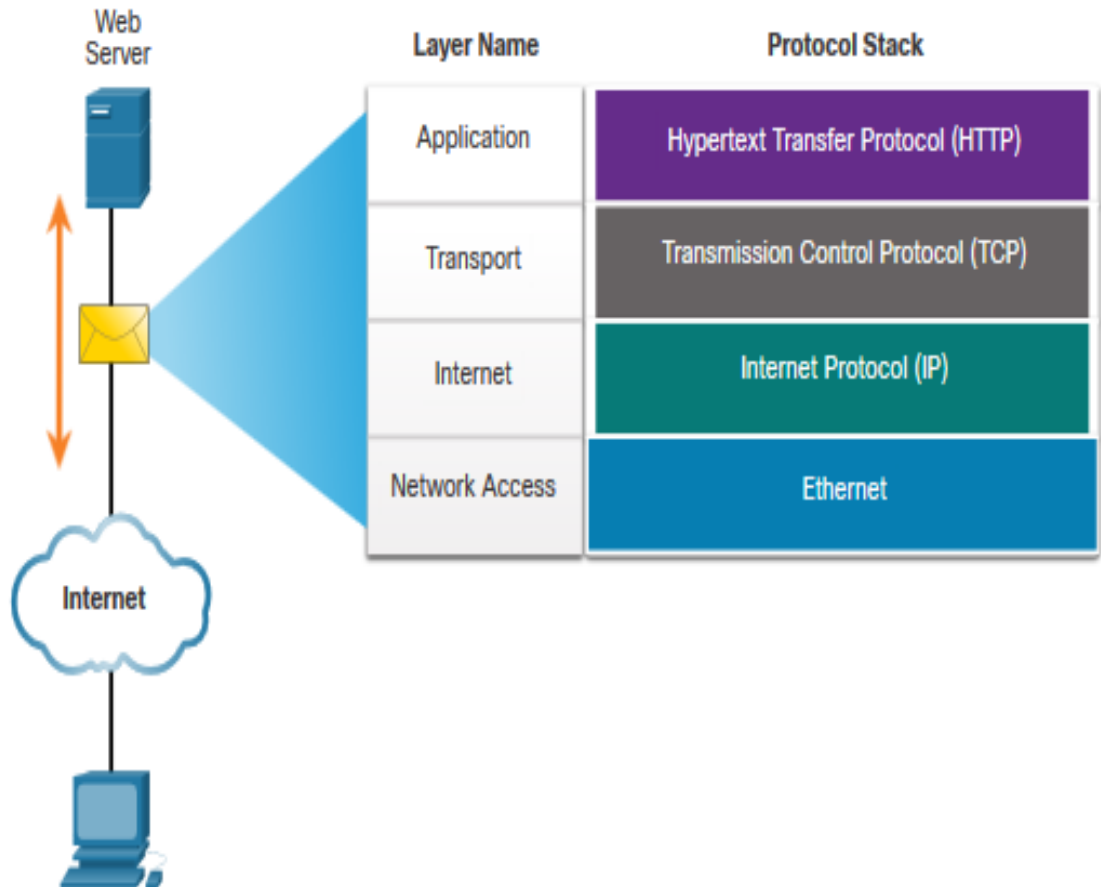 Web
Server
Layer Name
Protocol Stack
Application
Hypertext Transfer Protocol (HTTP)
Transport
Transmission Control Protocol (TCP)
Internet
Internet Protocol (IP)
Network Access
Ethernet
Internet